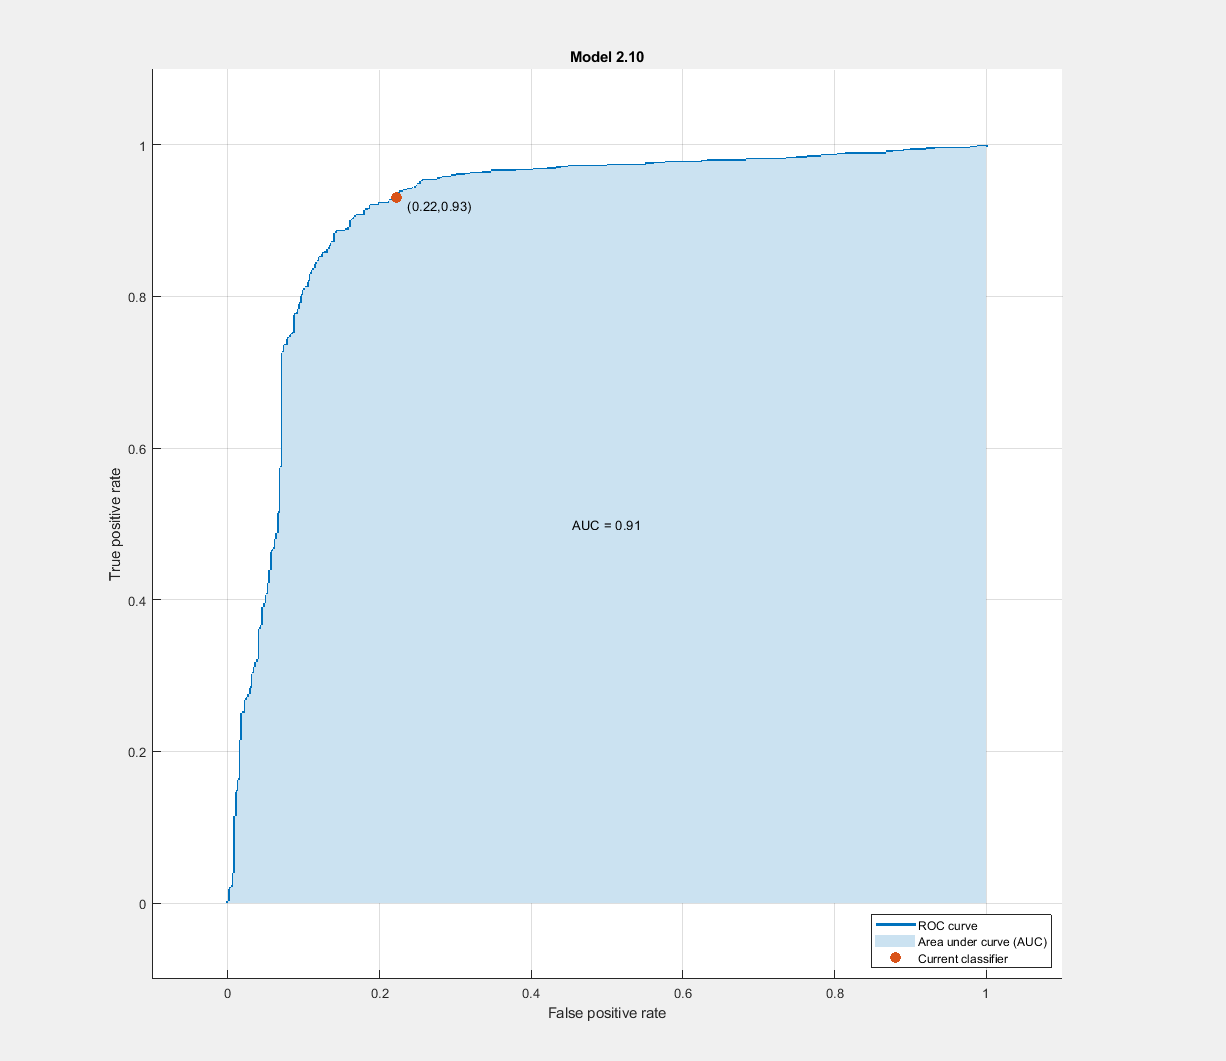 Model 2.10
1
0.8
0.6
0.4
0.2
0
True positive rate
(0.22,0.93)
AUC = 0.91
ROC curve
Area under curve (AUC)
Current classifier
0 0.2 0.4 0.6 0.8 1
False positive rate